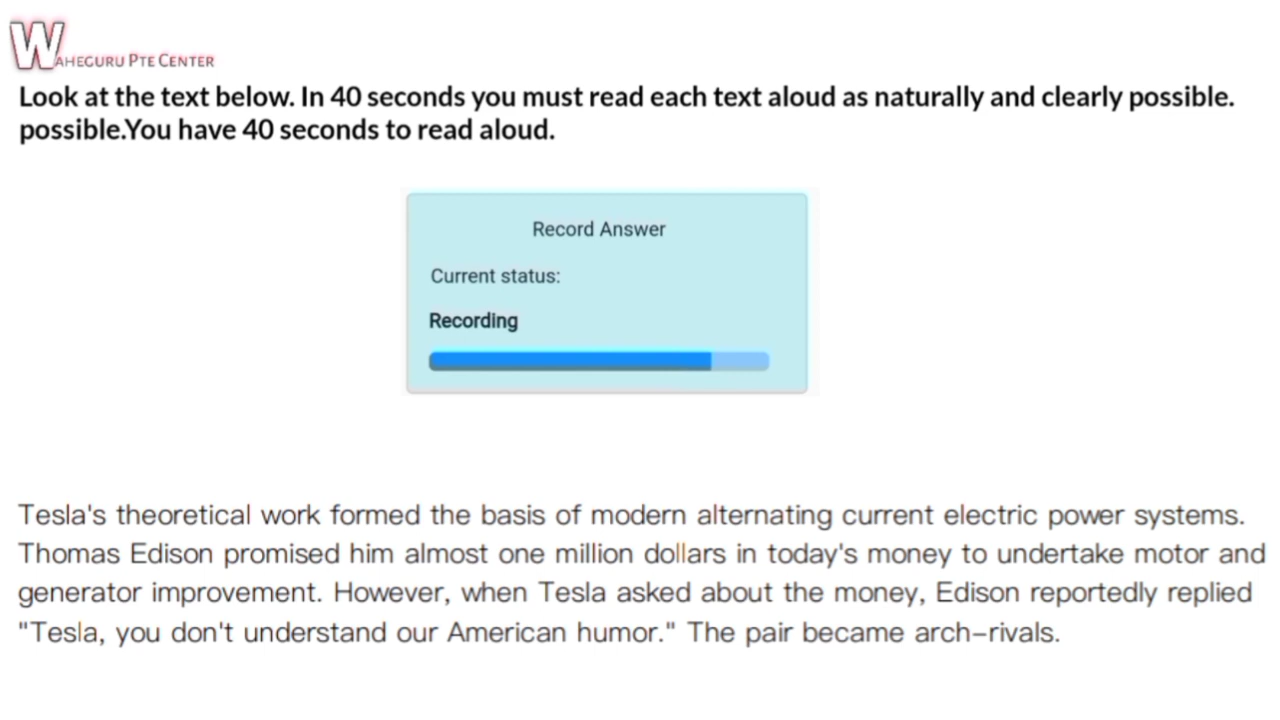 WAHEGURU PTE CENTER
Look at the text below. In 40 seconds you must read each text aloud as naturally and clearly possible.
possible.You have 40 seconds to read aloud.
Record Answer
Current status:
Recording
Tesla's theoretical work formed the basis of modern alternating current electric power systems.
Thomas Edison promised him almost one million dollars in today's money to undertake motor and
generator improvement. However, when Tesla asked about the money, Edison reportedly replied
"Tesla, you don't understand our American humor." The pair became arch-rivals.